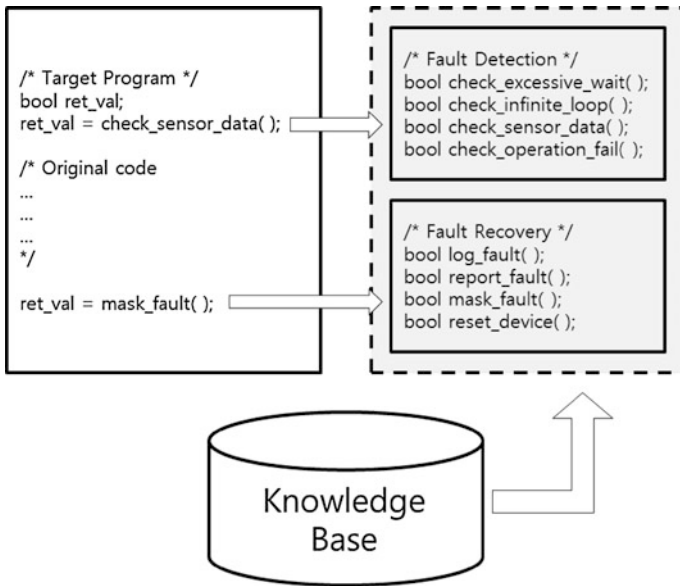 /* Target Program */
bool ret_val;
ret_val = check_sensor_data( );
/* Original code
...
...
...
*/
ret_val = mask_fault( );
/* Fault Detection */
bool check_excessive_wait( );
bool check_infinite_loop( );
bool check_sensor_data( );
bool check_operation_fail( );
/* Fault Recovery */
bool log_fault( );
bool report_fault( );
bool mask_fault( );
bool reset_device( );
Knowledge
Base